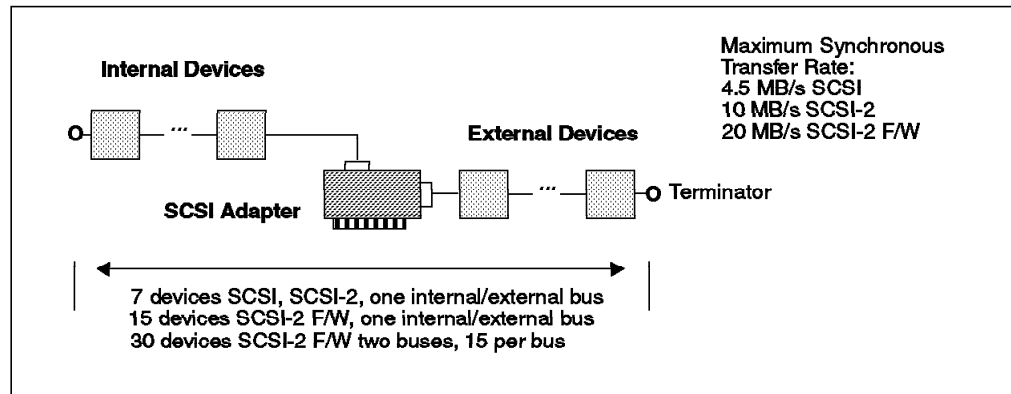 Maximum Synchronous
Transfer Rate:
4.5 MB/s SCSI
10 MB/s SCSI-2
20 MB/s SCSI-2 F/W
Internal Devices
...
External Devices
...
Terminator
SCSI Adapter
7 devices SCSI, SCSI-2, one internal/external bus
15 devices SCSI-2 F/W, one internal/external bus
30 devices SCSI-2 F/W two buses, 15 per bus